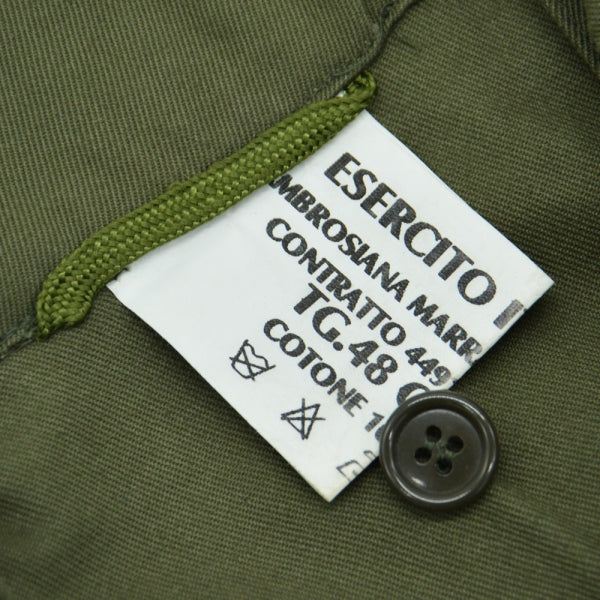 ESERCITO I
AMBROSIANA MARR
CONTRATTO 449
TG.48
COTONE